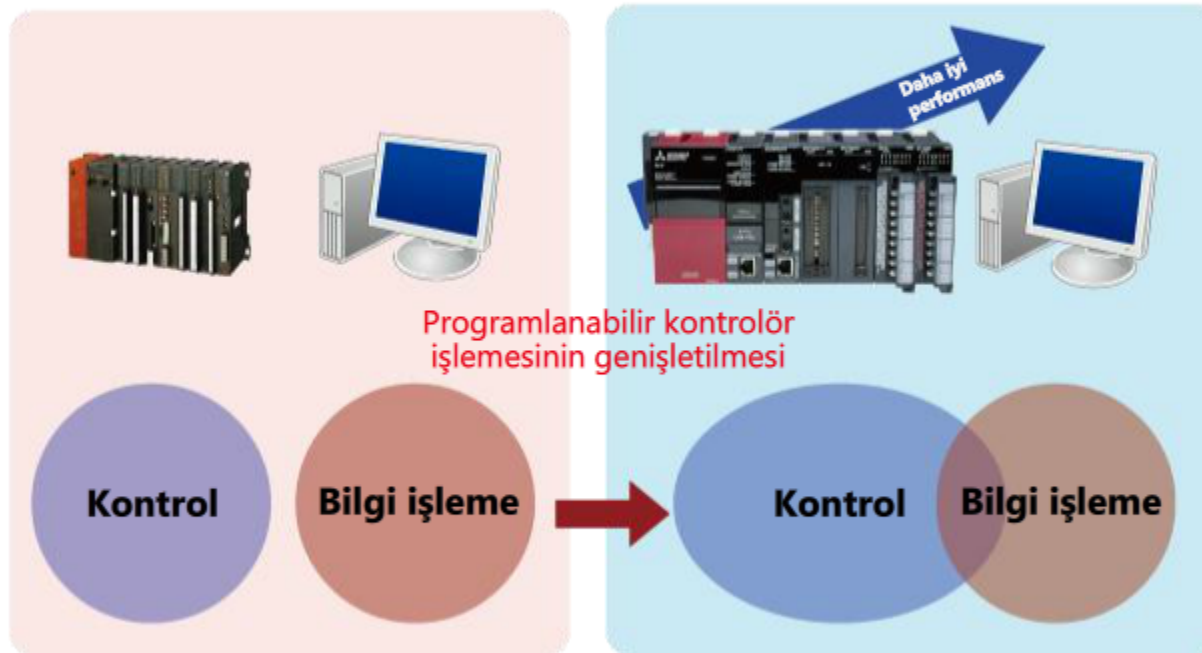 Daha iyi
performans
Programlanabilir kontrolör
işlemesinin genişletilmesi
Kontrol
Bilgi işleme
Kontrol
Bilgi işleme